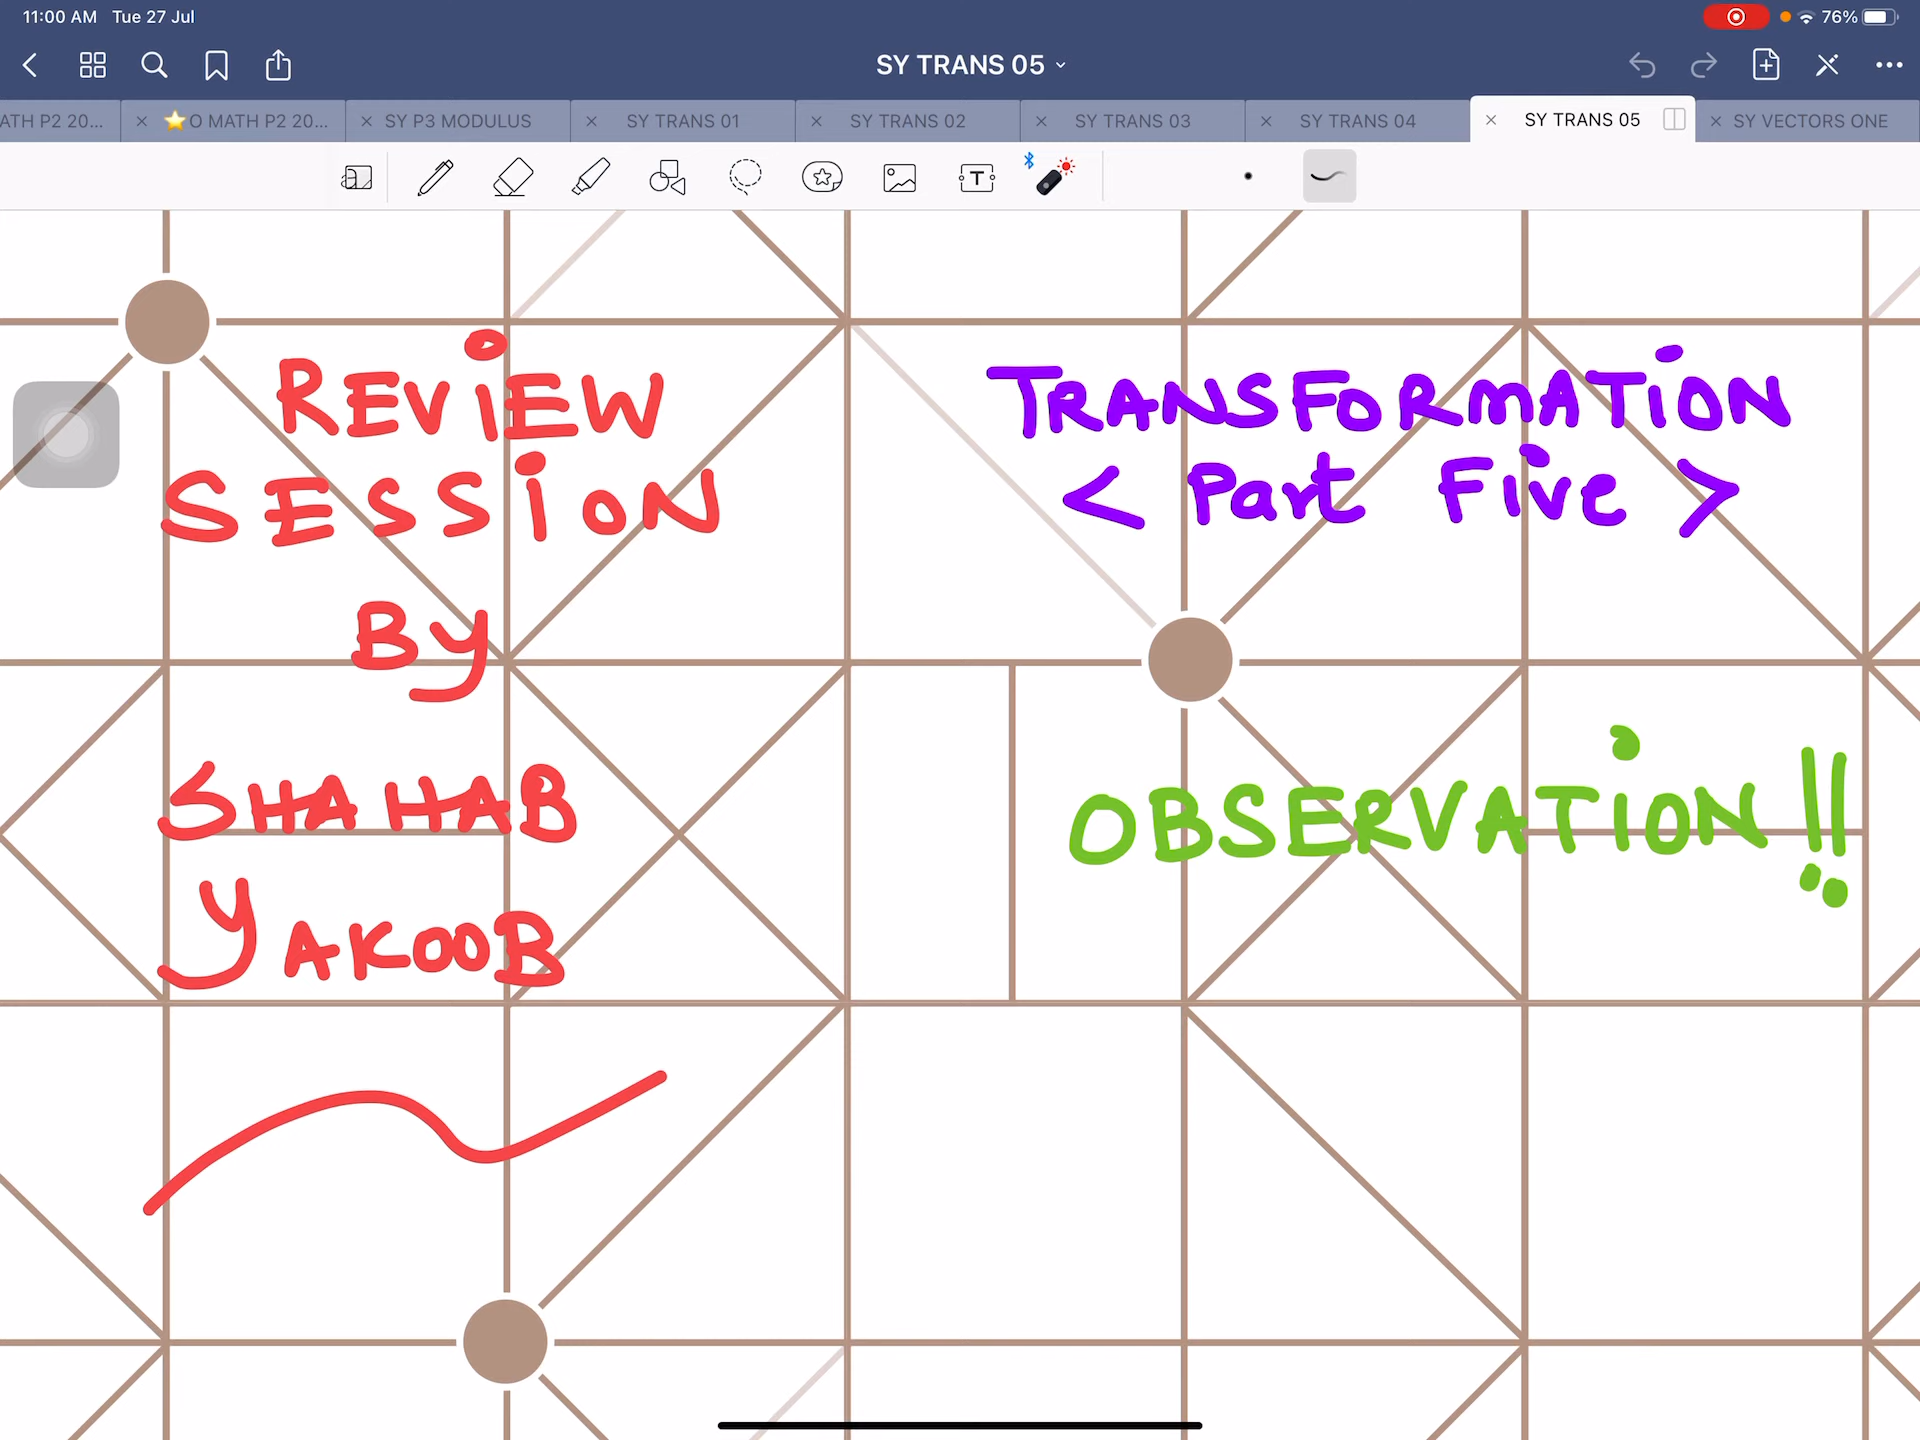 11:00 AM Tue 27 Jul
76%
SY TRANS 05
ATH P2 20...
O MATH P2 20...
SY P3 MODULUS
SY TRANS 01
SY TRANS 02
SY TRANS 03
SY TRANS 04
SY TRANS 05
SY VECTORS ONE
REViEW
SESSiON
By
SHAHAB
YAKOOB
TRANSFORmATiON
< Part Five >
OBSERVATiON !!